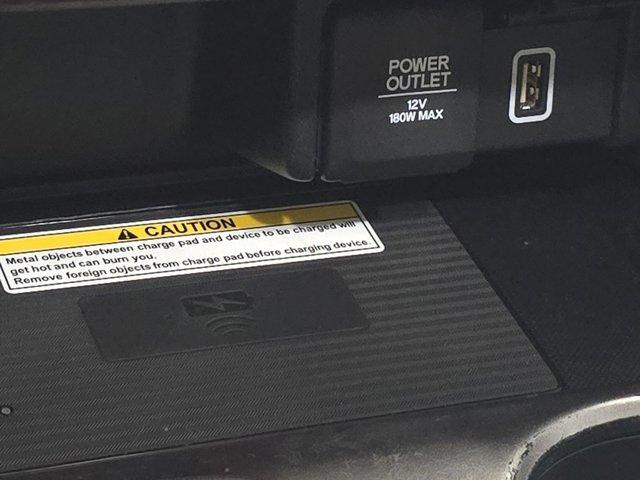 POWER
OUTLET
12V
180W MAX
CAUTION
Metal objects between charge pad and device to be charged will
get hot and can burn you.
Remove foreign objects from charge pad before charging device.